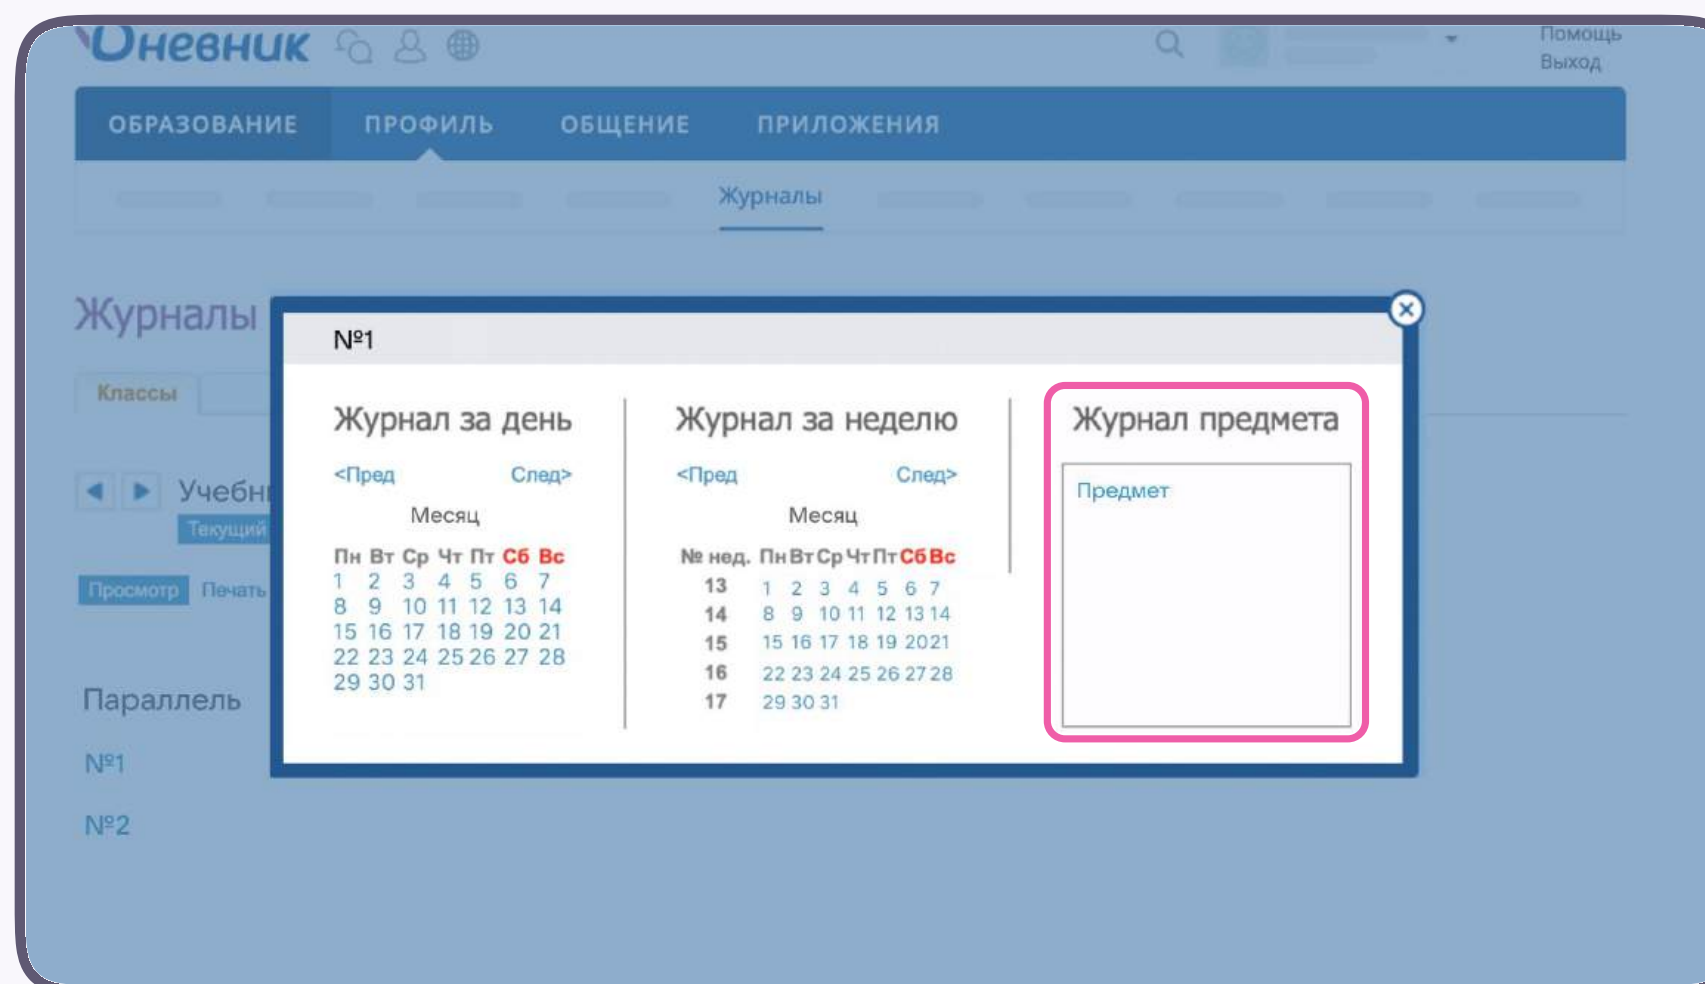 Дневник
Помощь
Выход
ОБРАЗОВАНИЕ ПРОФИЛЬ ОБЩЕНИЕ ПРИЛОЖЕНИЯ
Журналы
Журналы
Классы
Текущий
Просмотр Печать
Параллель
№1
№2
№1
Журнал за день
<Пред След>
Месяц
Пн Вт Ср Чт Пт Сб Вс
1 2 3 4 5 6 7
8 9 10 11 12 13 14
15 16 17 18 19 20 21
22 23 24 25 26 27 28
29 30 31
Журнал за неделю
<Пред След>
Месяц
№ нед. Пн Вт Ср Чт Пт Сб Вс
13 1 2 3 4 5 6 7
14 8 9 10 11 12 13 14
15 15 16 17 18 19 20 21
16 22 23 24 25 26 27 28
17 29 30 31
Журнал предмета
Предмет